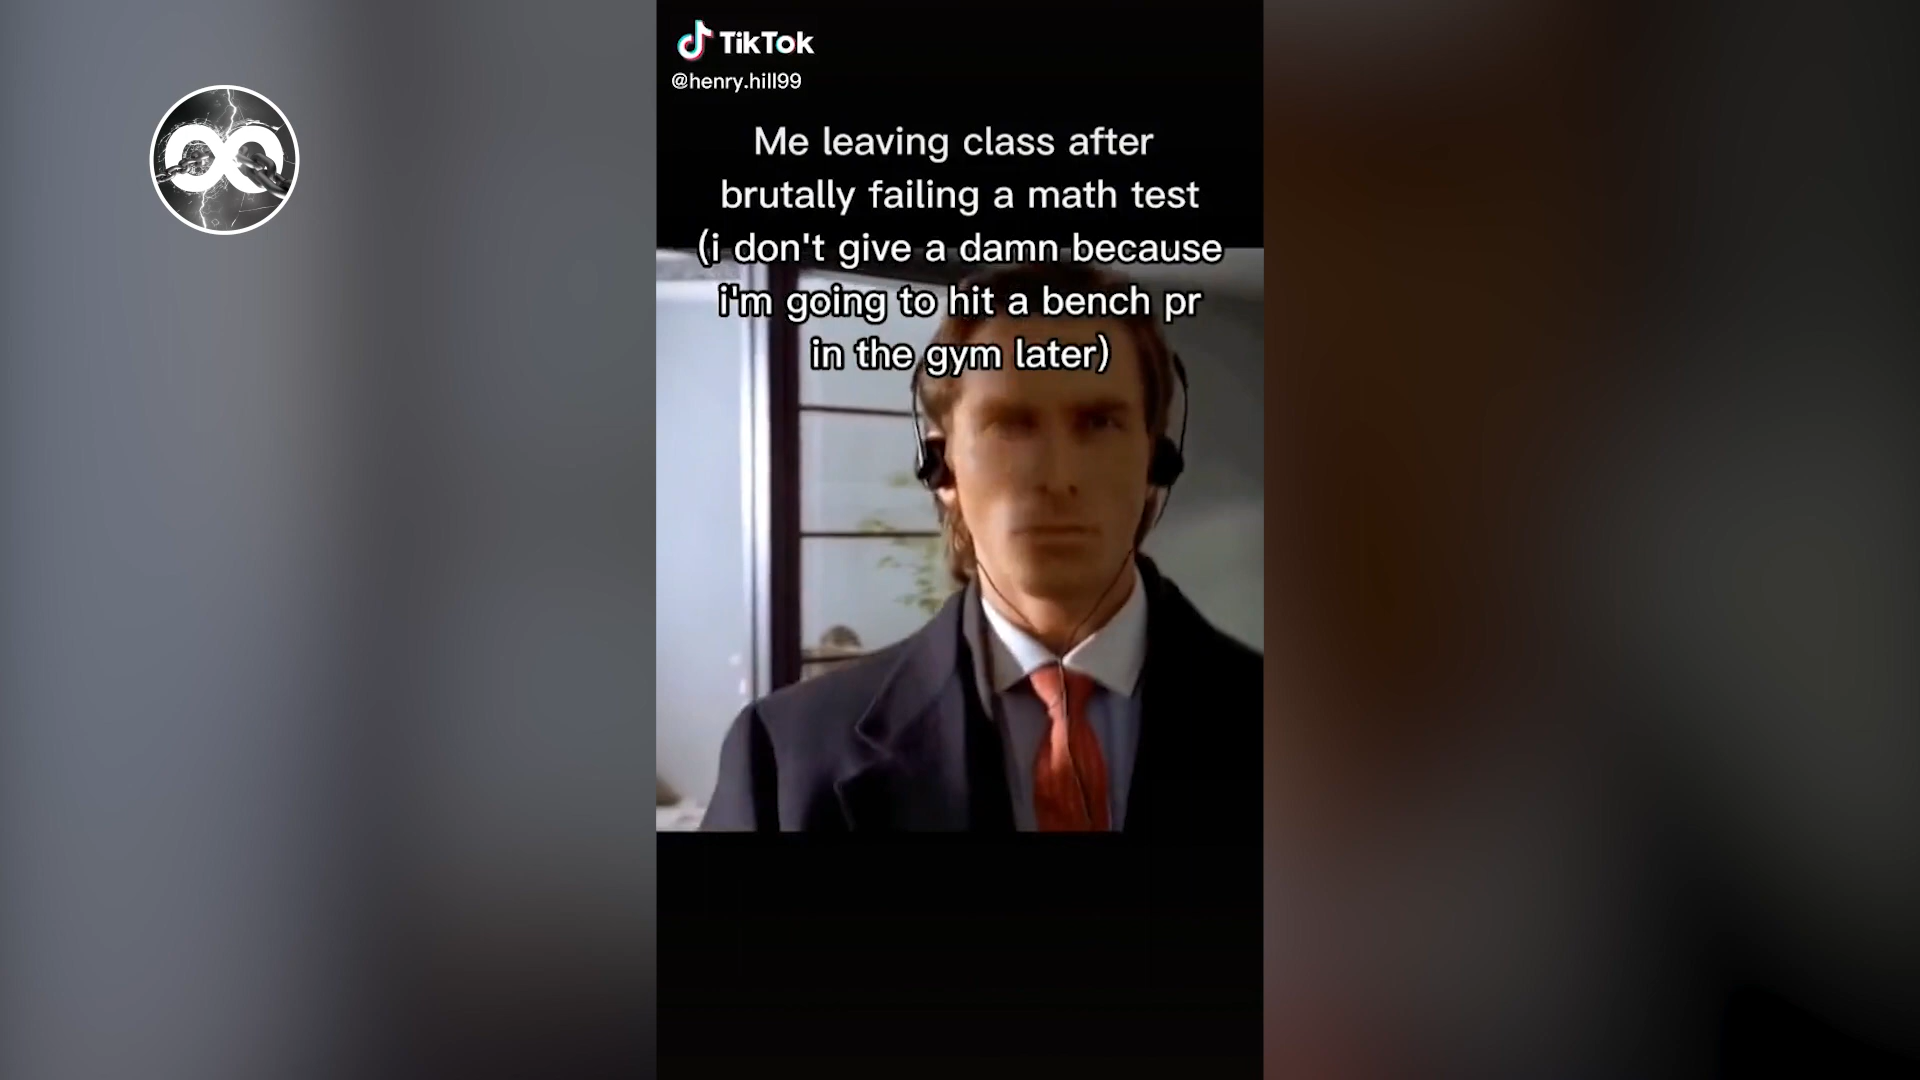 TikTok
@henry.hill99
Me leaving class after
brutally failing a math test
(i don't give a damn because
i'm going to hit a bench pr
in the gym later)